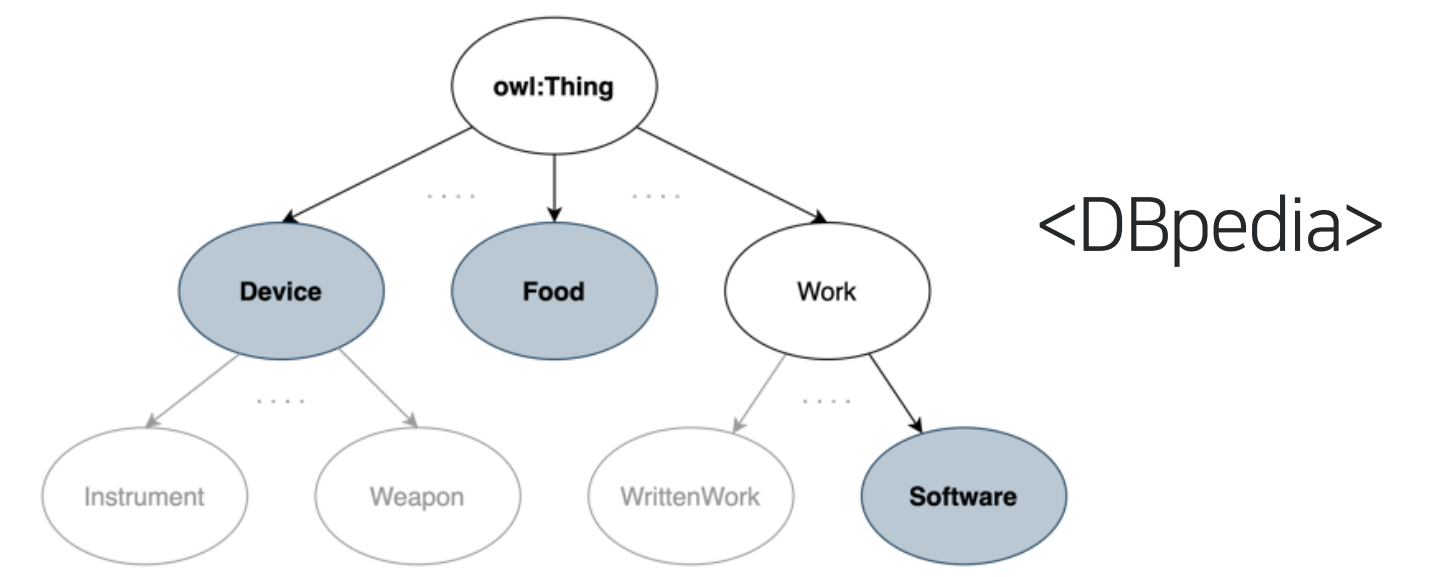 owl:Thing
. . . .
. . . .
<DBpedia>
Device
Food
Work
. . . .
. . . .
Instrument
Weapon
WrittenWork
Software